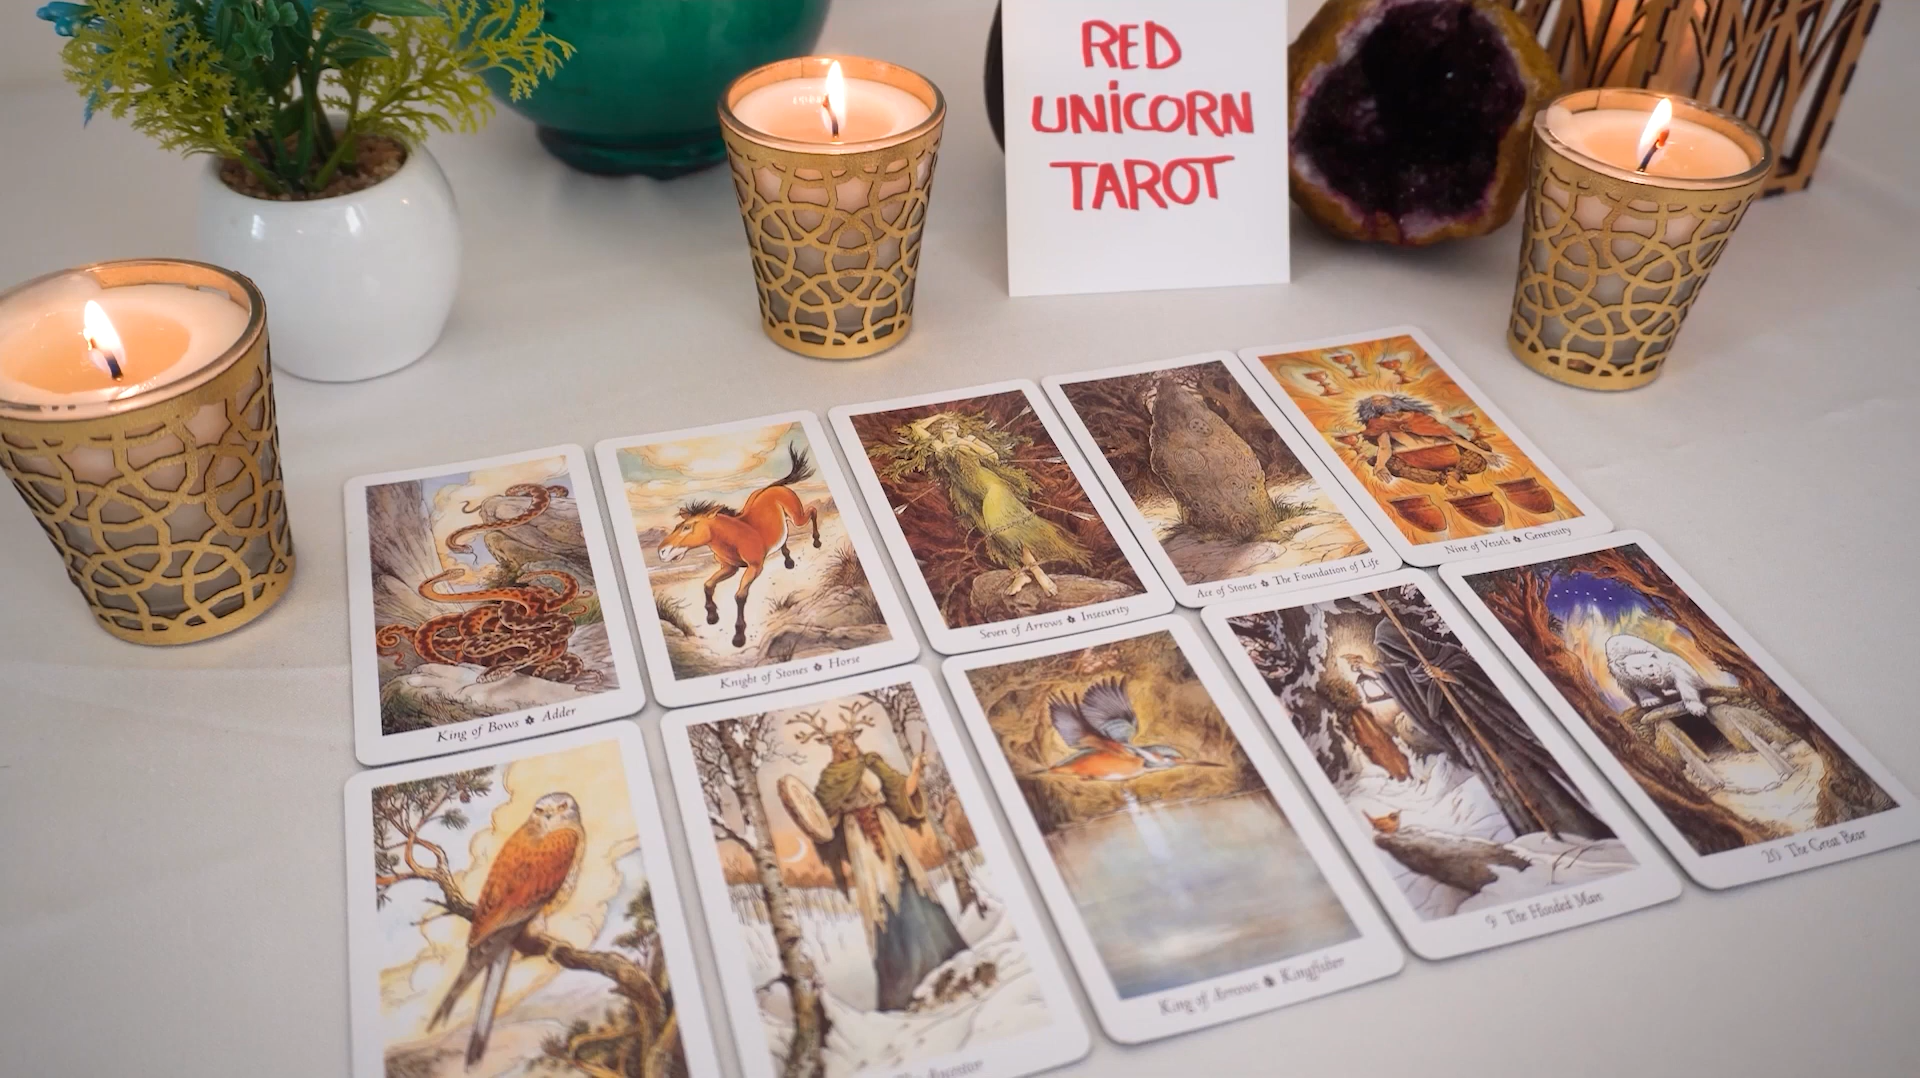 RED
UNICORN
TAROT
King of Bows Adder
Knight of Stones Horse
Seven of Arrows Insecurity
Ace of Stones The Foundation of Life
Nine of Vessels Generosity
The Ancestor
King of Arrows Kingfisher
9 The Hooded Man
20 The Great Bear